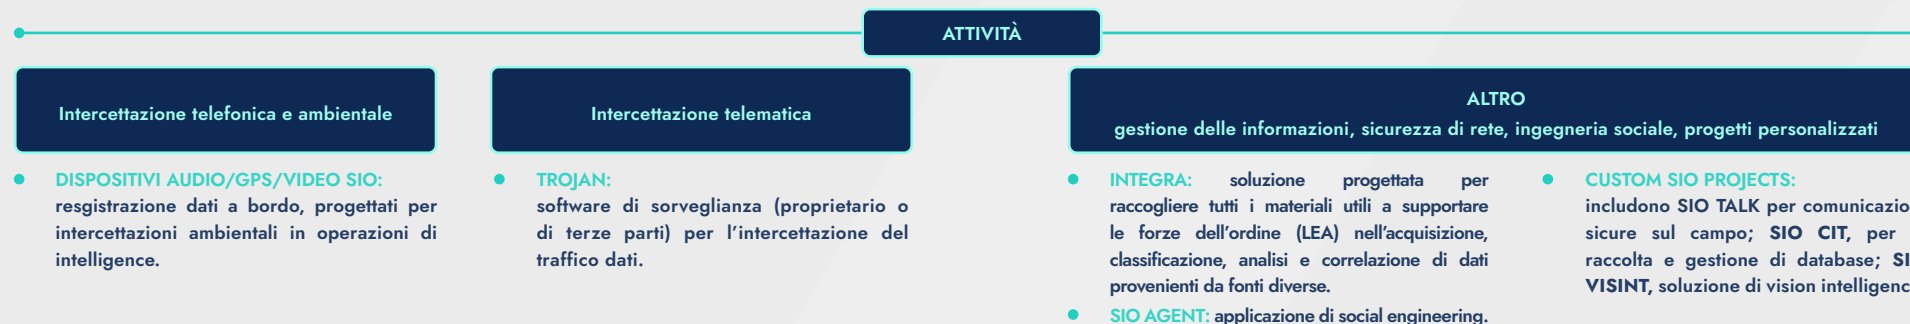 ATTIVITÀ
Intercettazione telefonica e ambientale
DISPOSITIVI AUDIO/GPS/VIDEO SIO:
resgistrazione dati a bordo, progettati per
intercettazioni ambientali in operazioni di
intelligence.
Intercettazione telematica
TROJAN:
software di sorveglianza (proprietario o
di terze parti) per l'intercettazione del
traffico dati.
ALTRO
gestione delle informazioni, sicurezza di rete, ingegneria sociale, progetti personalizzati
INTEGRA: soluzione progettata per
raccogliere tutti i materiali utili a supportare
le forze dell'ordine (LEA) nell'acquisizione,
classificazione, analisi e correlazione di dati
provenienti da fonti diverse.
SIO AGENT: applicazione di social engineering.
CUSTOM SIO PROJECTS:
includono SIO TALK per
sicure sul campo; SIO CIT, per
raccolta e gestione di database;
VISINT, soluzione di vision